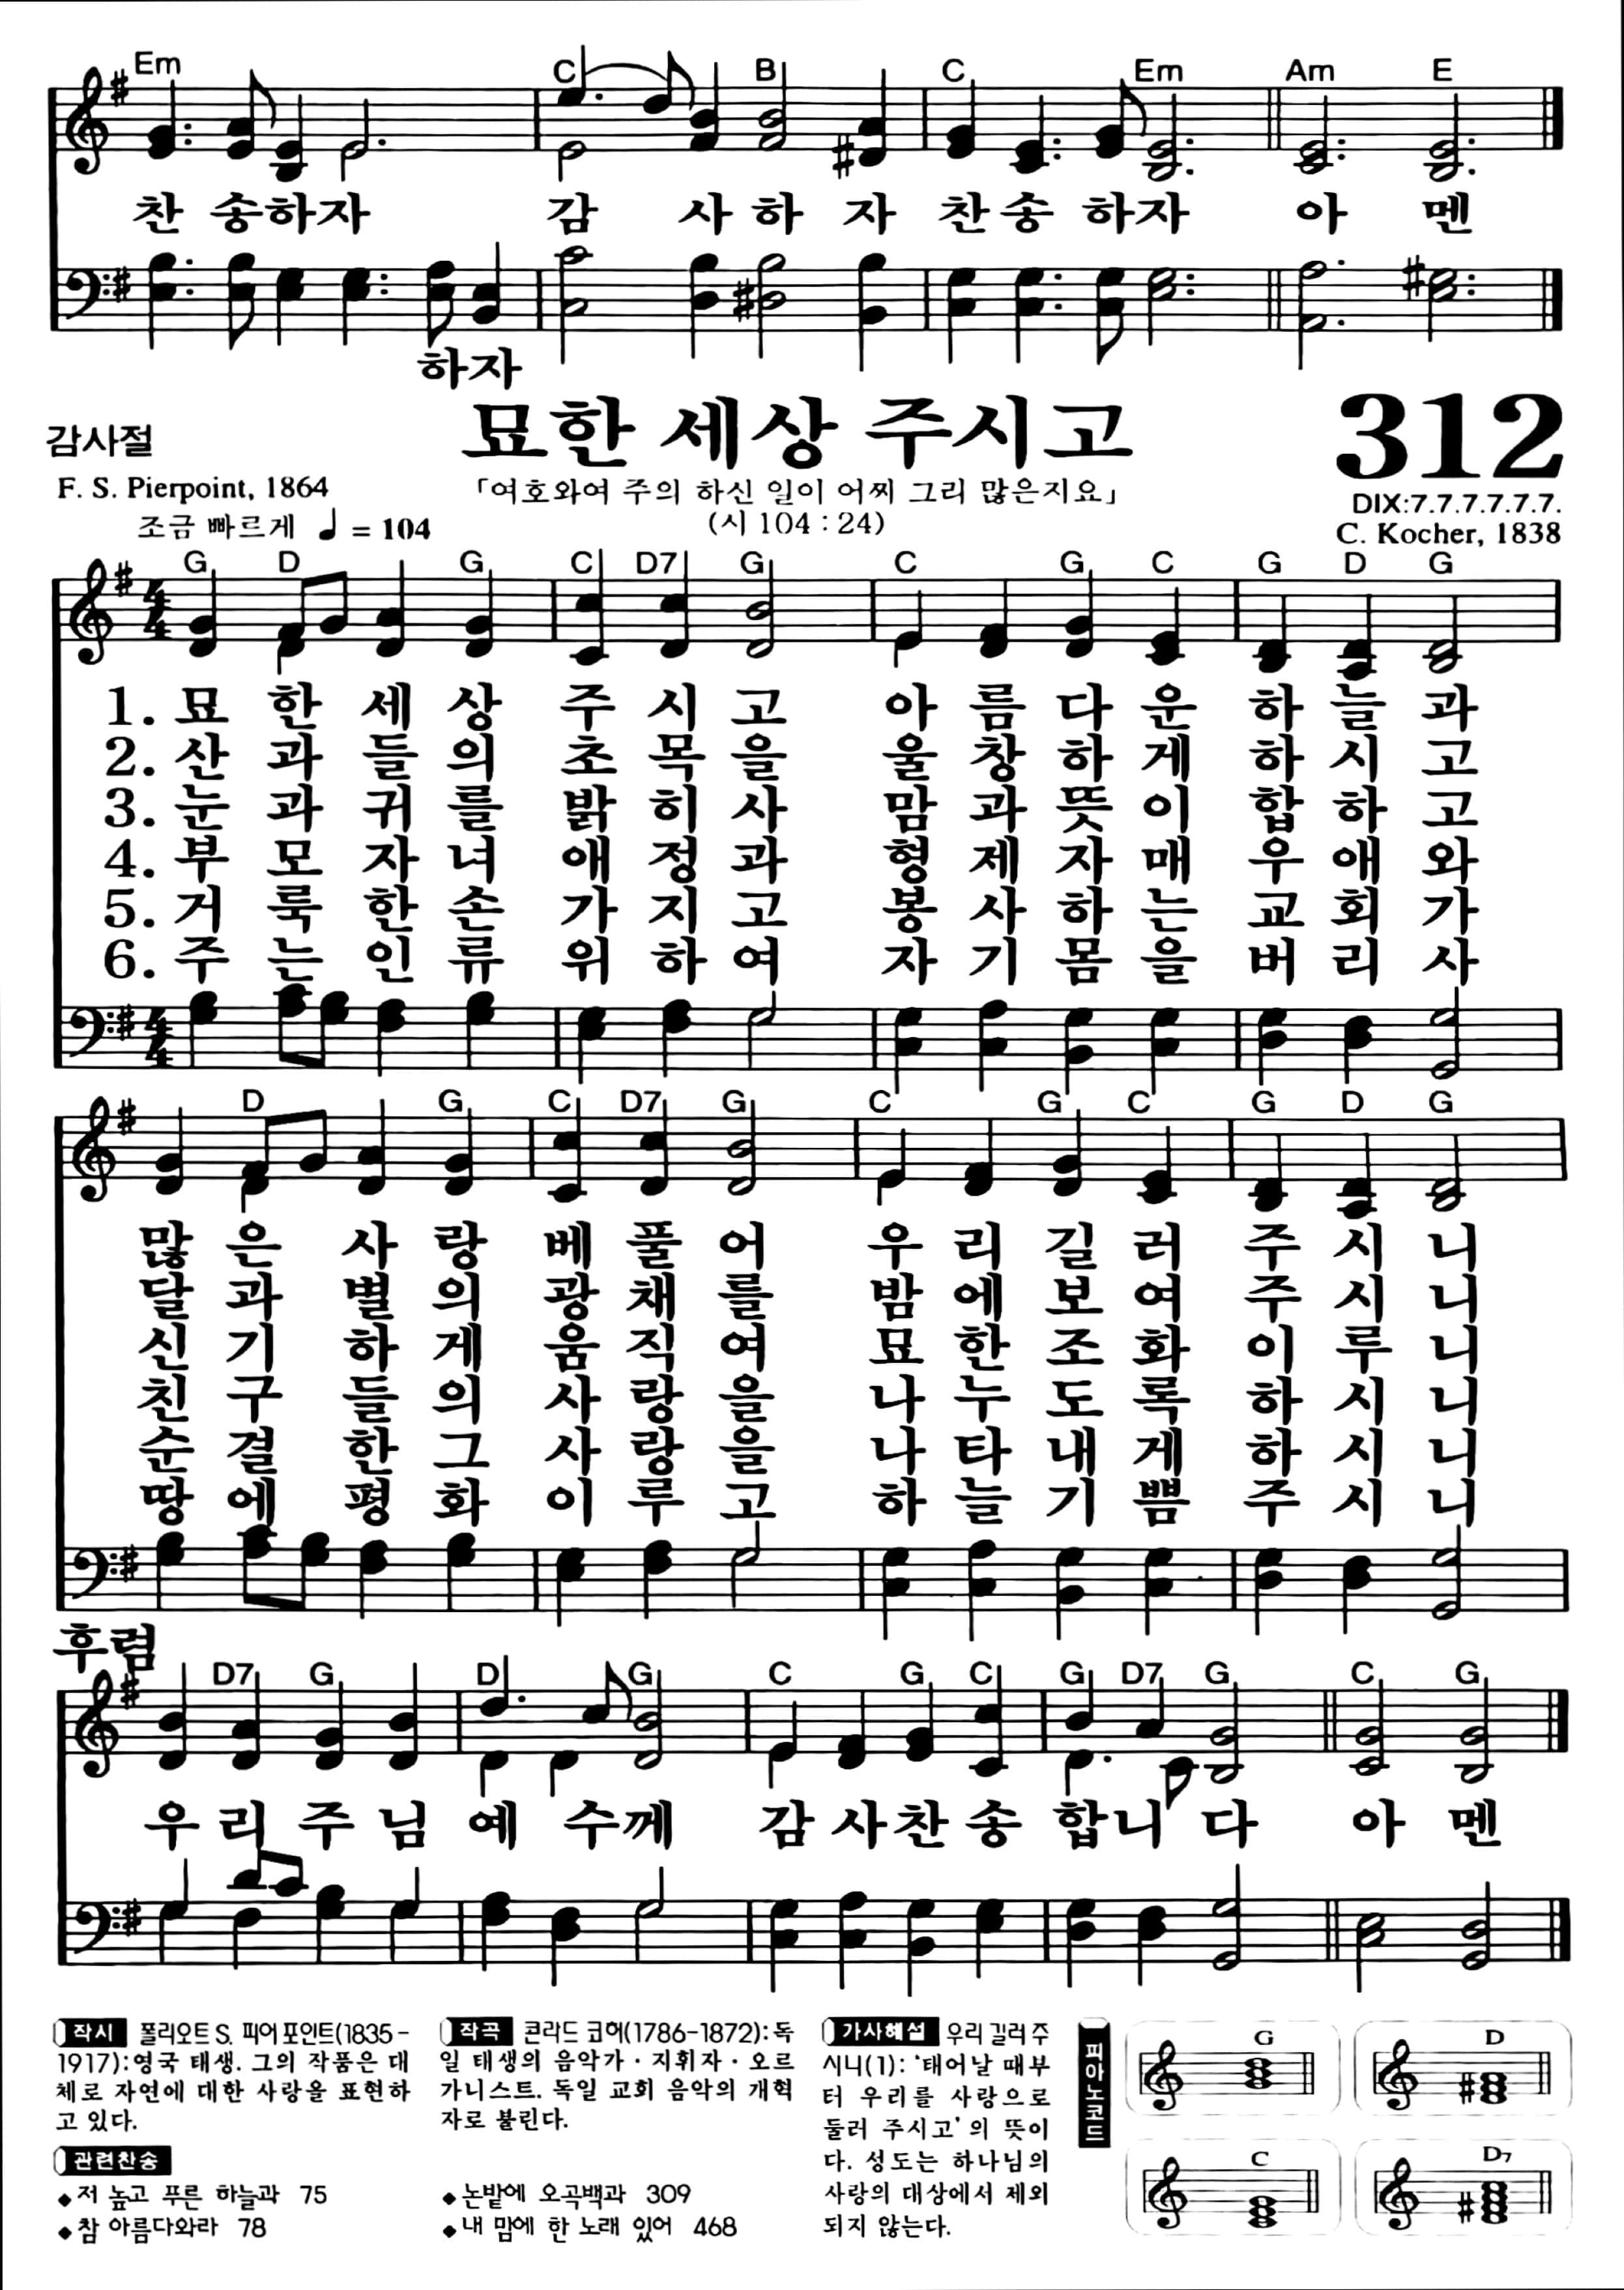 Em C B C Em Am E
찬 송하자 감 사 하 자 찬 송 하자 아 멘
하자
감사절
묘한 세상 주시고
312
F. S. Pierpoint, 1864
「여호와여 주의 하신 일이 어찌 그리 많은지요」
(시 104 : 24)
DIX:7.7.7.7.7.7.
조금 빠르게 ♩ = 104
C. Kocher, 1838
G D G C D7 G C G C G D G
1. 묘 한 세 상 주 시 고 아 름 다 운 하 늘 과
2. 산 과 들 의 초 목 을 울 창 하 게 하 시 고
3. 눈 과 귀 를 밝 히 사 맘 과 뜻 이 합 하 고
4. 부 모 자 녀 애 정 과 형 제 자 매 우 애 와
5. 거 룩 한 손 가 지 고 봉 사 하 는 교 회 가
6. 주 는 인 류 위 하 여 자 기 몸 을 버 리 사
D G C D7 G C G C G D G
많 은 사 랑 베 풀 어 우 리 길 러 주 시 니
달 과 별 의 광 채 를 밤 에 보 여 주 시 니
신 기 하 게 움 직 여 묘 한 조 화 이 루 니
친 구 들 의 사 랑 을 나 누 도 록 하 시 니
순 결 한 그 사 랑 을 나 타 내 게 하 시 니
땅 에 평 화 이 루 고 하 늘 기 쁨 주 시 니
후렴
D7 G D G C G C G D7 G C G
우 리 주 님 예 수께 감 사찬 송 합니 다 아 멘
작시 폴리오트 S. 피어포인트(1835-
1917):영국 태생. 그의 작품은 대
체로 자연에 대한 사랑을 표현하
고 있다.
작곡 콘라드 코허(1786-1872):독
일 태생의 음악가·지휘자·오르
가니스트. 독일 교회 음악의 개혁
자로 불린다.
가사해설 우리 길러 주
시니(1): '태어날 때부
터 우리를 사랑으로
둘러 주시고'의 뜻이
다. 성도는 하나님의
사랑의 대상에서 제외
되지 않는다.
관련찬송
◆저 높고 푸른 하늘과 75
◆참 아름다와라 78
◆논밭에 오곡백과 309
◆내 맘에 한 노래 있어 468
피아노코드
G D
C D7